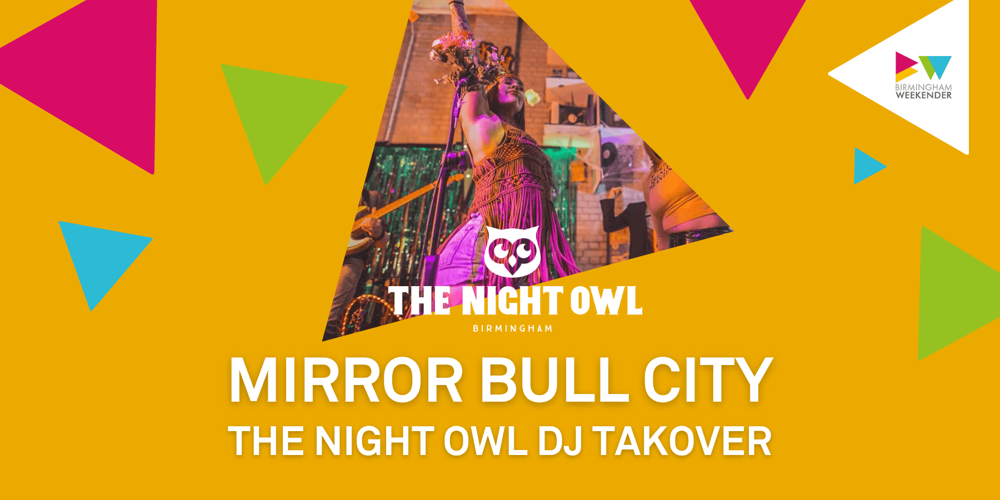 BIRMINGHAM
WEEKENDER
THE NIGHT OWL
BIRMINGHAM
MIRROR BULL CITY
THE NIGHT OWL DJ TAKOVER